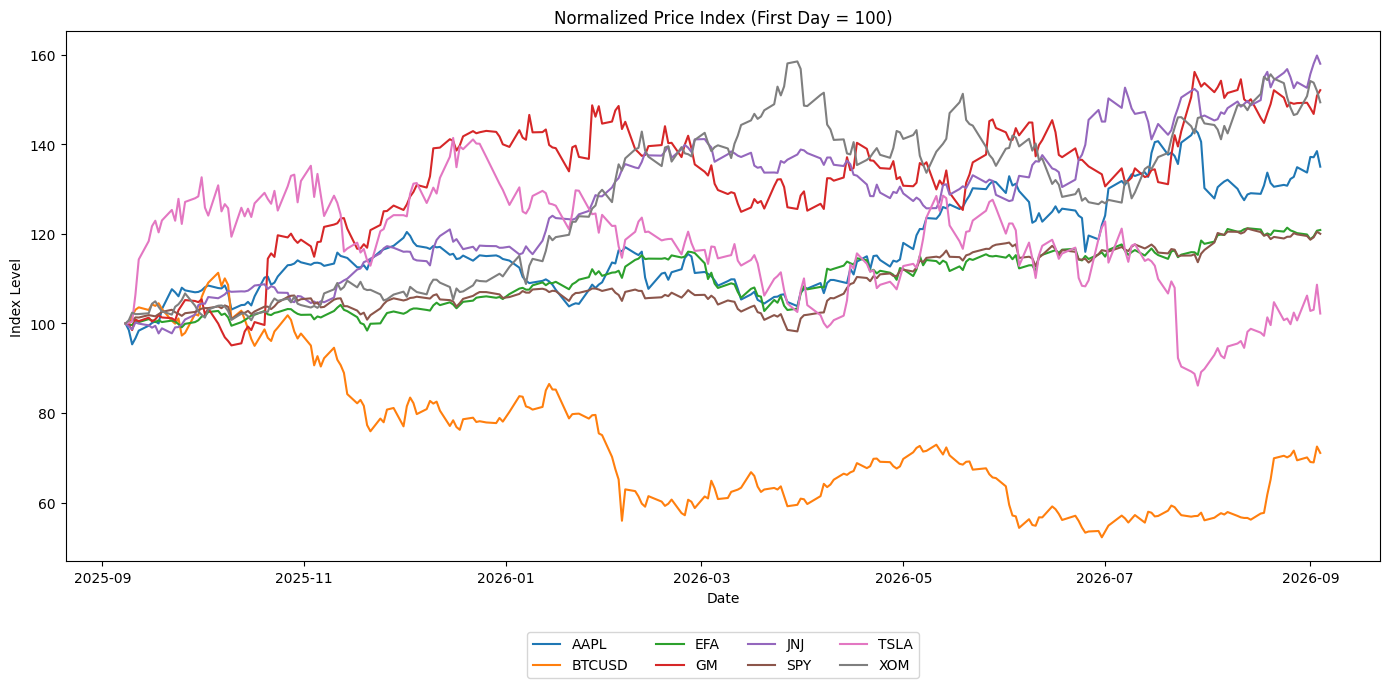 Normalized Price Index (First Day = 100)
160
140
120
100
80
60
Index Level
2025-09 2025-11 2026-01 2026-03 2026-05 2026-07 2026-09
Date
AAPL EFA JNJ TSLA
BTCUSD GM SPY XOM